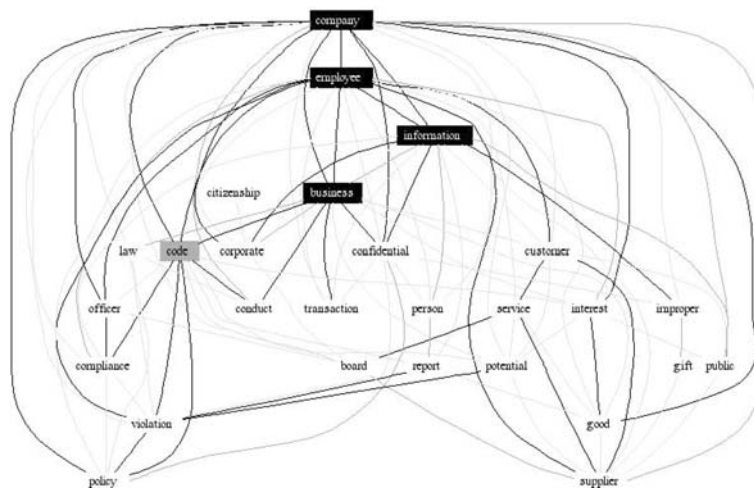 company
employee
information
citizenship
business
law code corporate confidential customer
officer conduct transaction person service interest improper
compliance board report potential gift public
violation good
policy supplier